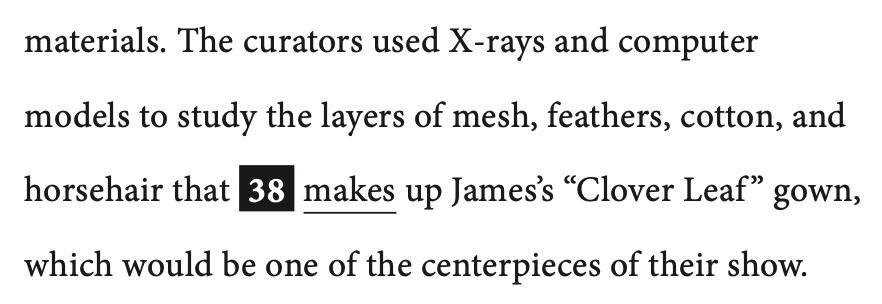 materials. The curators used X-rays and computer
models to study the layers of mesh, feathers, cotton, and
horsehair that 38 makes up James’s “Clover Leaf” gown,
which would be one of the centerpieces of their show.